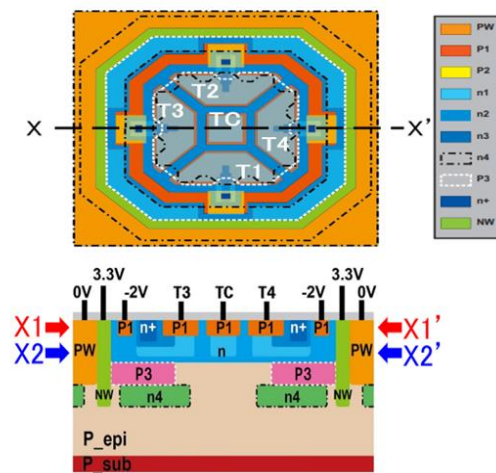 PW
P1
P2
n1
n2
n3
n4
P3
n+
NW
T2
T3
TC
T4
T1
X
X'
3.3V
3.3V
0V
-2V
T3
TC
T4
-2V
0V
X1
X1'
X2
X2'
PW
P1
n+
P1
P1
P1
n+
P1
PW
n
P3
P3
NW
n4
n4
NW
P_epi
P_sub